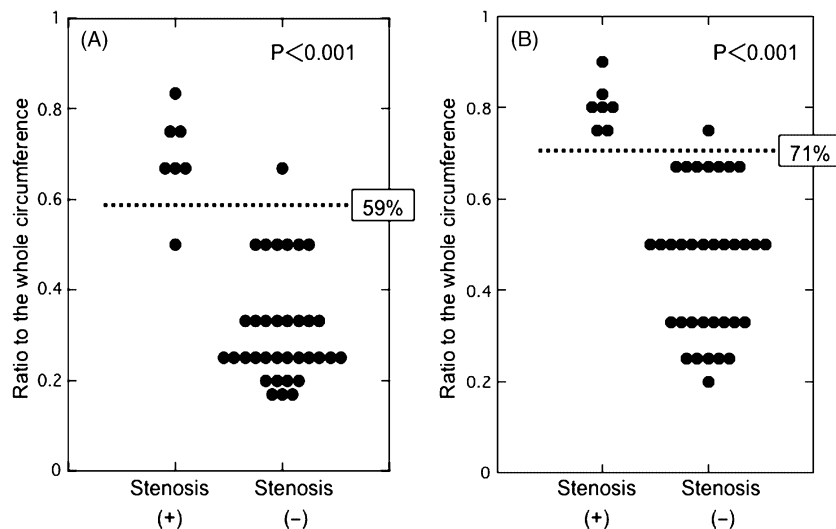 (A)
P<0.001
Ratio to the whole circumference
1
0.8
0.6
0.4
0.2
0
59%
Stenosis
(+)
Stenosis
(−)
(B)
P<0.001
Ratio to the whole circumference
1
0.8
0.6
0.4
0.2
0
71%
Stenosis
(+)
Stenosis
(−)